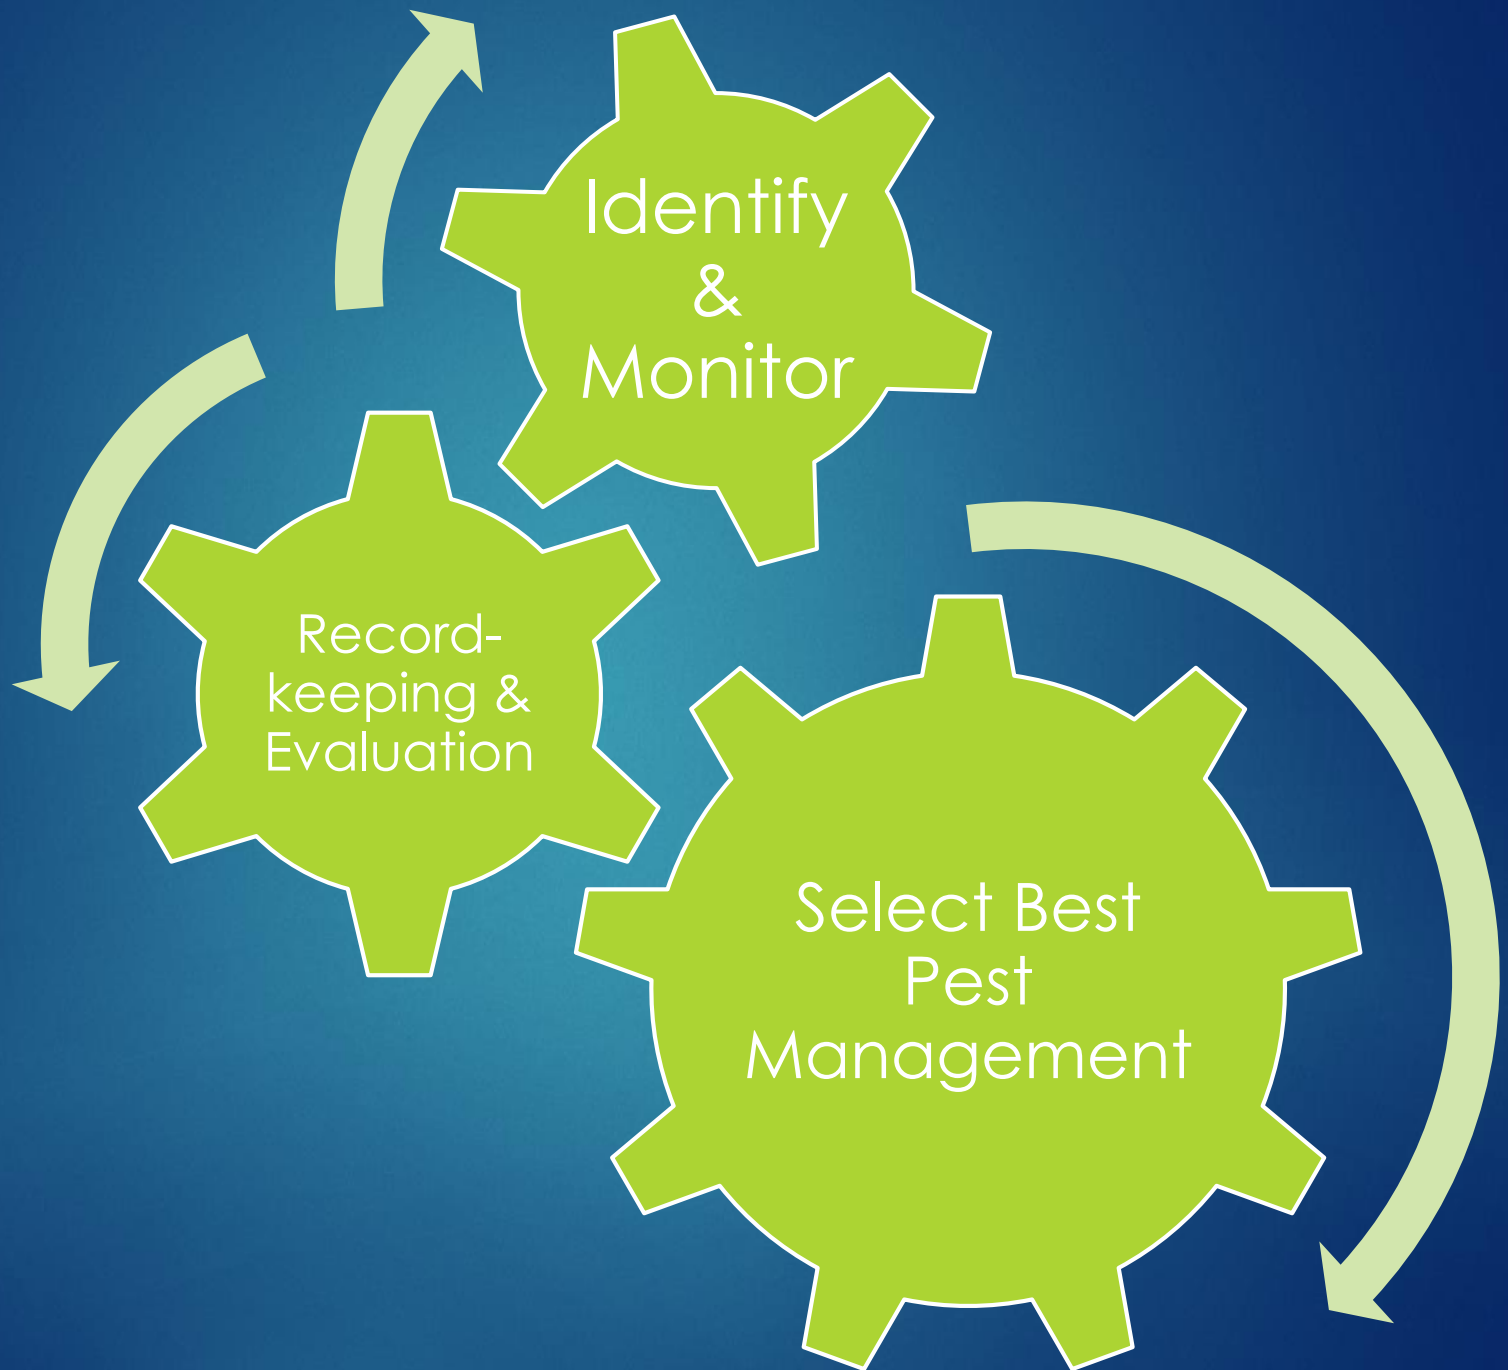 Identify
&
Monitor
Record-
keeping &
Evaluation
Select Best
Pest
Management